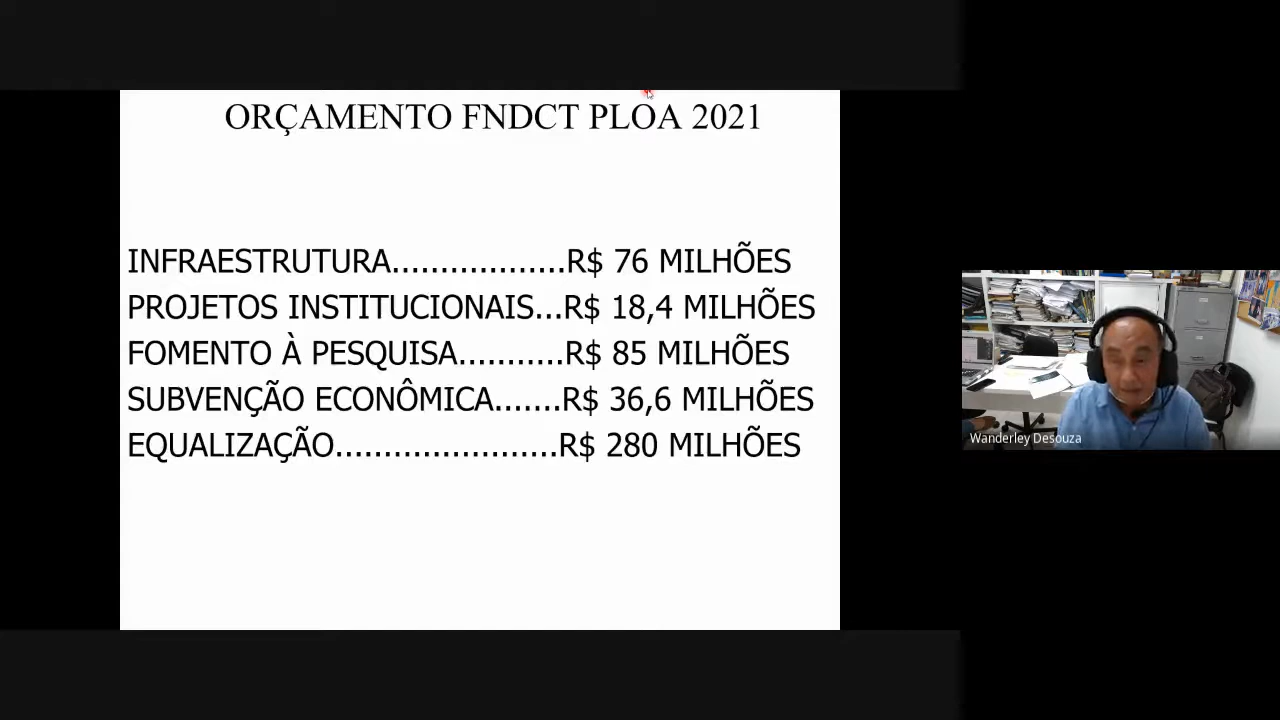 ORÇAMENTO FNDCT PLOA 2021
INFRAESTRUTURA..................R$ 76 MILHÕES
PROJETOS INSTITUCIONAIS...R$ 18,4 MILHÕES
FOMENTO À PESQUISA...........R$ 85 MILHÕES
SUBVENÇÃO ECONÔMICA.......R$ 36,6 MILHÕES
EQUALIZAÇÃO.......................R$ 280 MILHÕES
Wanderley Desouza